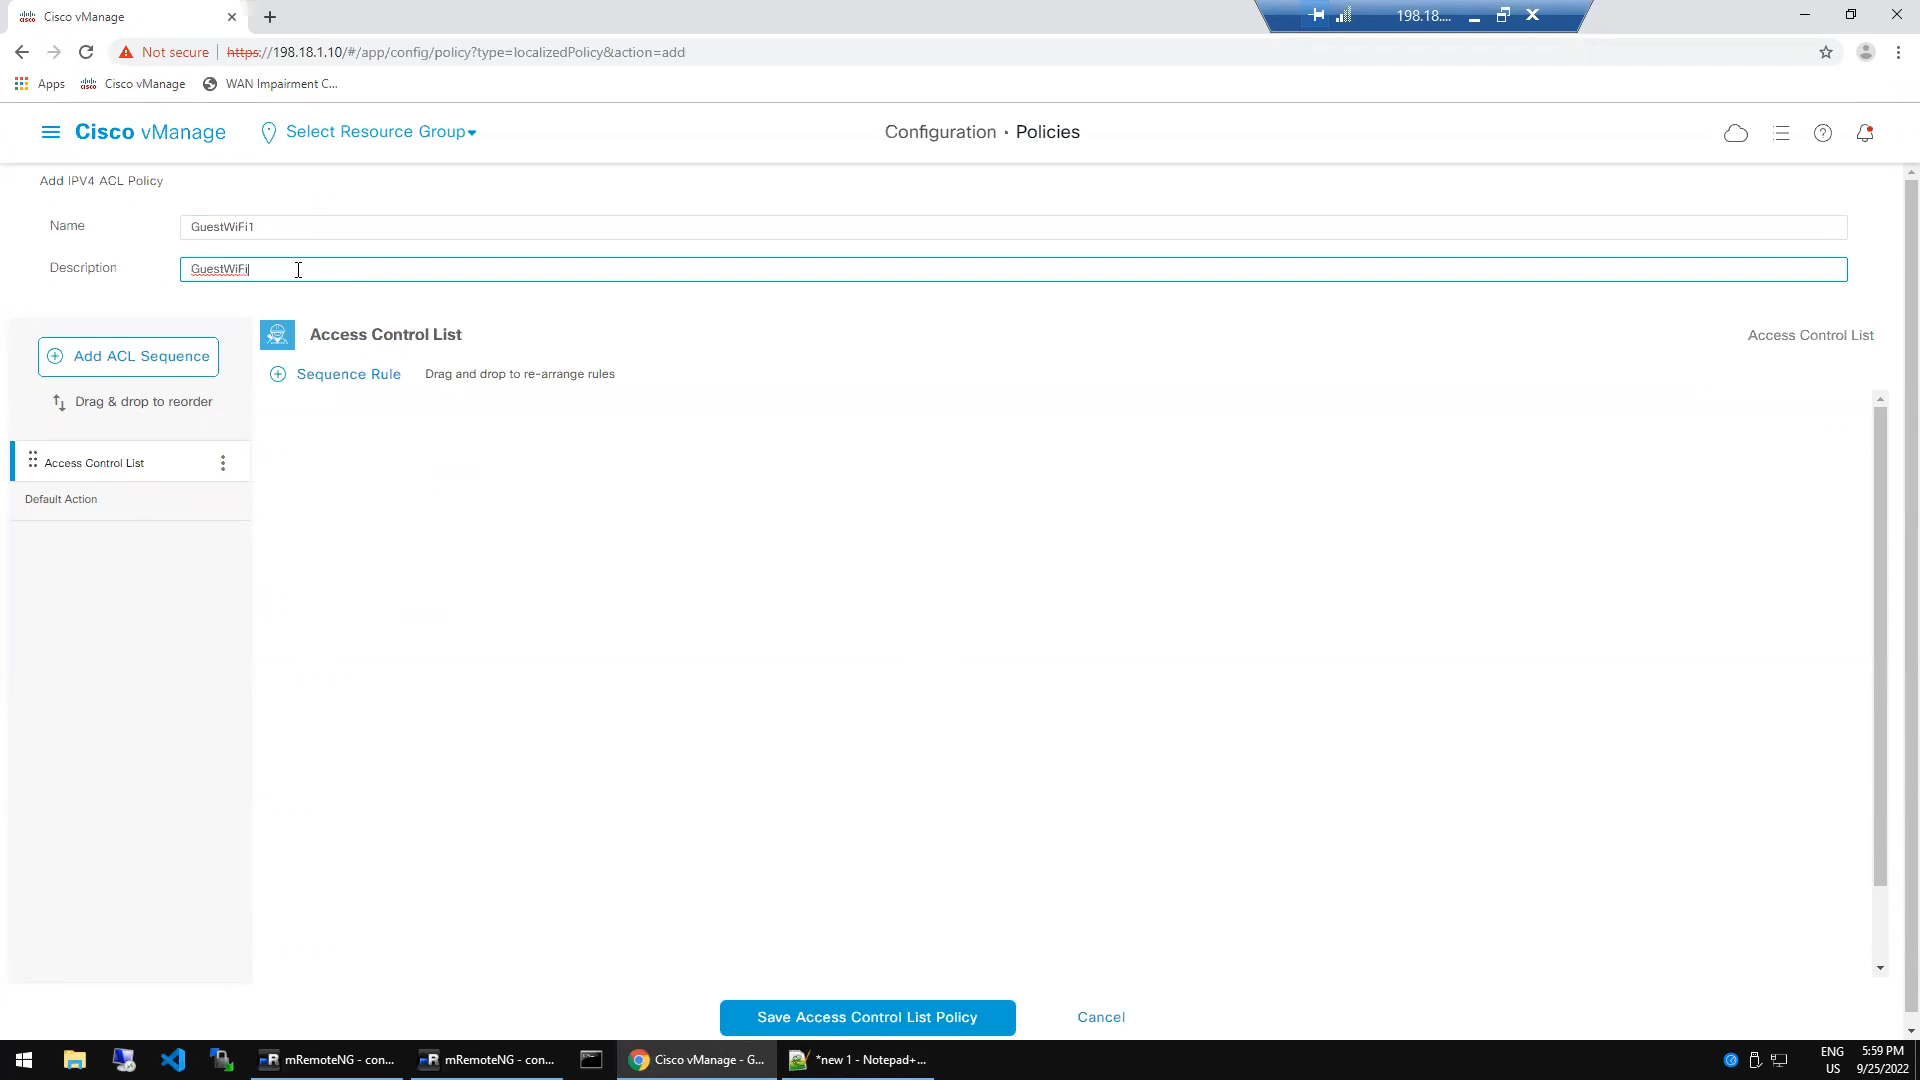 Cisco vManage
198.18....
Not secure
https://198.18.1.10/#/app/config/policy?type=localizedPolicy&action=add
Apps
Cisco vManage
WAN Impairment C...
Cisco vManage
Select Resource Group
Configuration · Policies
Add IPV4 ACL Policy
Name
GuestWiFi1
Description
GuestWiFi
Add ACL Sequence
Drag & drop to reorder
Access Control List
Default Action
Access Control List
Access Control List
Sequence Rule
Drag and drop to re-arrange rules
Save Access Control List Policy
Cancel
mRemoteNG - con...
mRemoteNG - con...
Cisco vManage - G...
*new 1 - Notepad+...
ENG
US
5:59 PM
9/25/2022